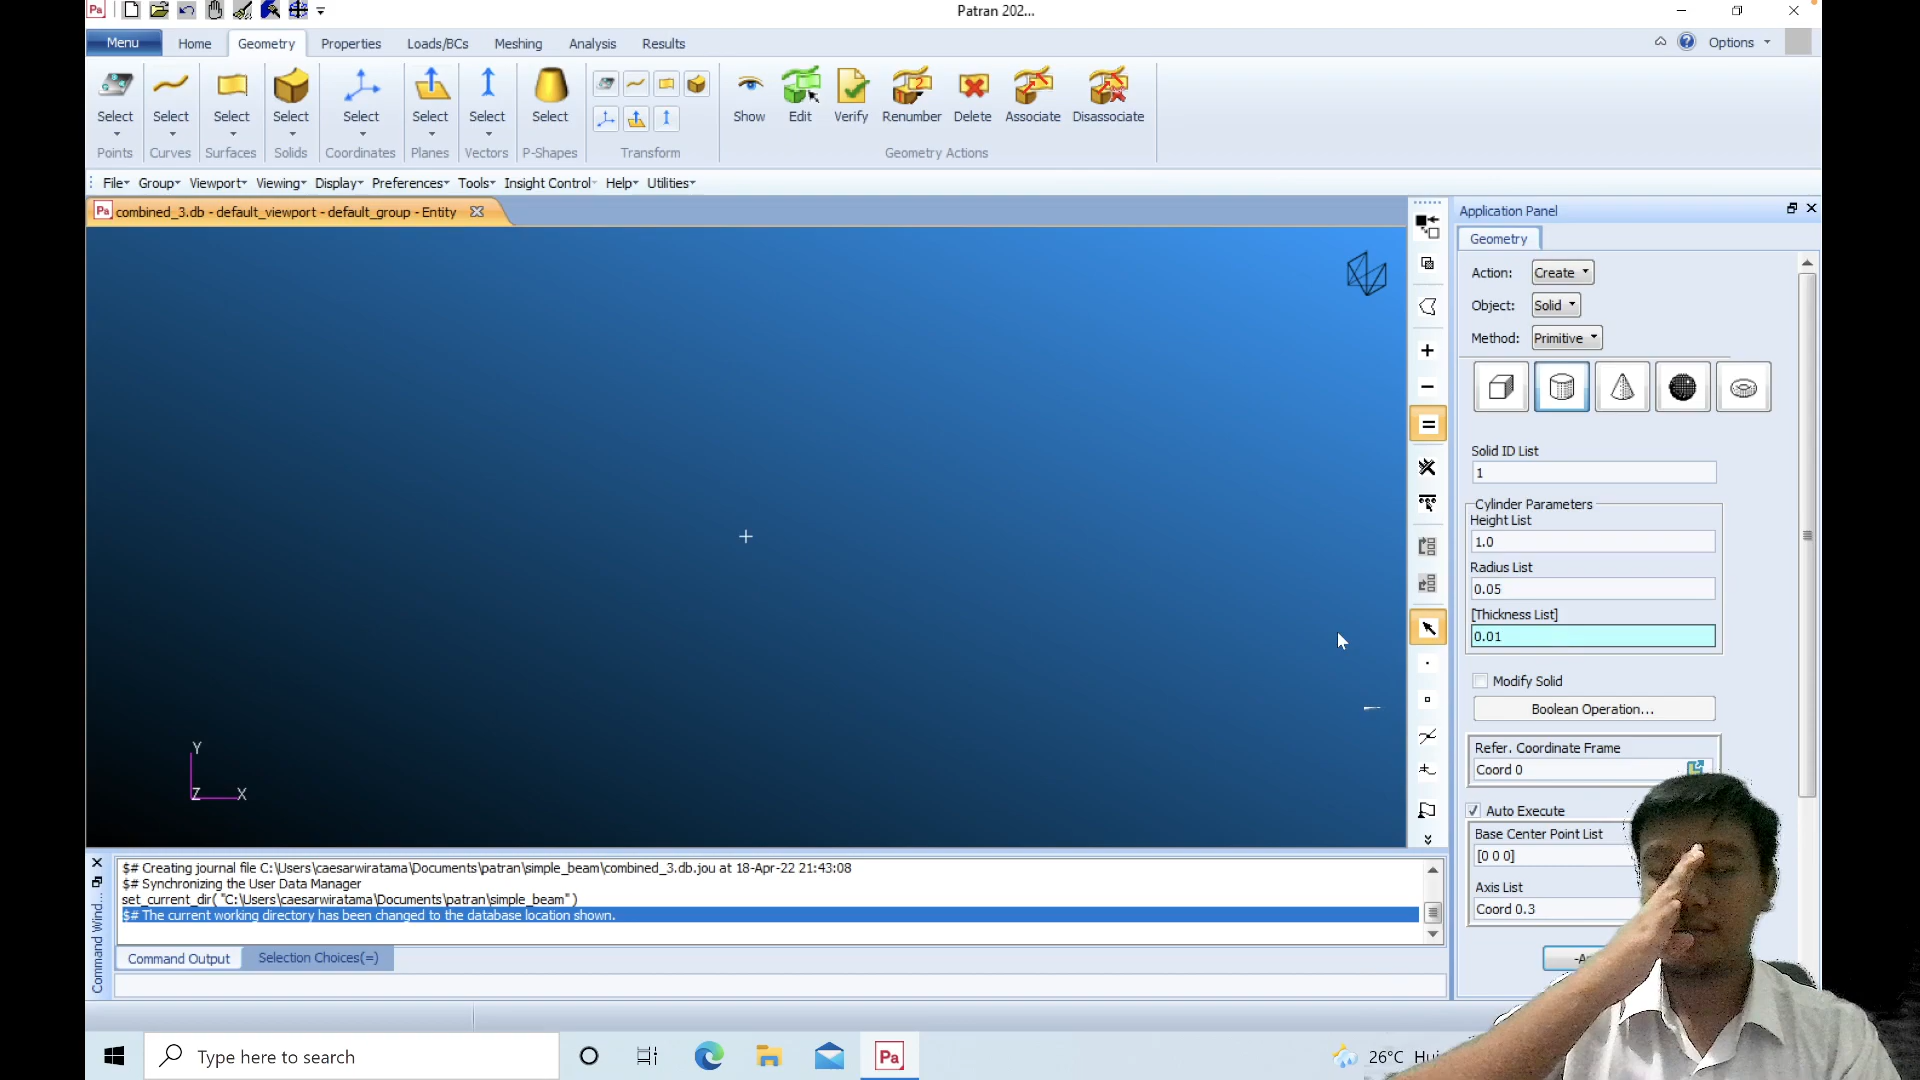 Pa
Patran 202...
Menu Home Geometry Properties Loads/BCs Meshing Analysis Results
Options
Select Select Select Select Select Select Select Select
Show Edit Verify Renumber Delete Associate Disassociate
Points Curves Surfaces Solids Coordinates Planes Vectors P-Shapes Transform Geometry Actions
File Group Viewport Viewing Display Preferences Tools Insight Control Help Utilities
Pa combined_3.db - default_viewport - default_group - Entity
Y
Z X
Application Panel
Geometry
Action: Create
Object: Solid
Method: Primitive
Solid ID List
1
Cylinder Parameters
Height List
1.0
Radius List
0.05
[Thickness List]
0.01
Modify Solid
Boolean Operation...
Refer. Coordinate Frame
Coord 0
Auto Execute
Base Center Point List
[0 0 0]
Axis List
Coord 0.3
Command Wind...
$# Creating journal file C:\Users\caesarwiratama\Documents\patran\simple_beam\combined_3.db.jou at 18-Apr-22 21:43:08
$# Synchronizing the User Data Manager
set_current_dir( "C:\Users\caesarwiratama\Documents\patran\simple_beam" )
$# The current working directory has been changed to the database location shown.
Command Output Selection Choices(=)
Type here to search
Pa
26°C